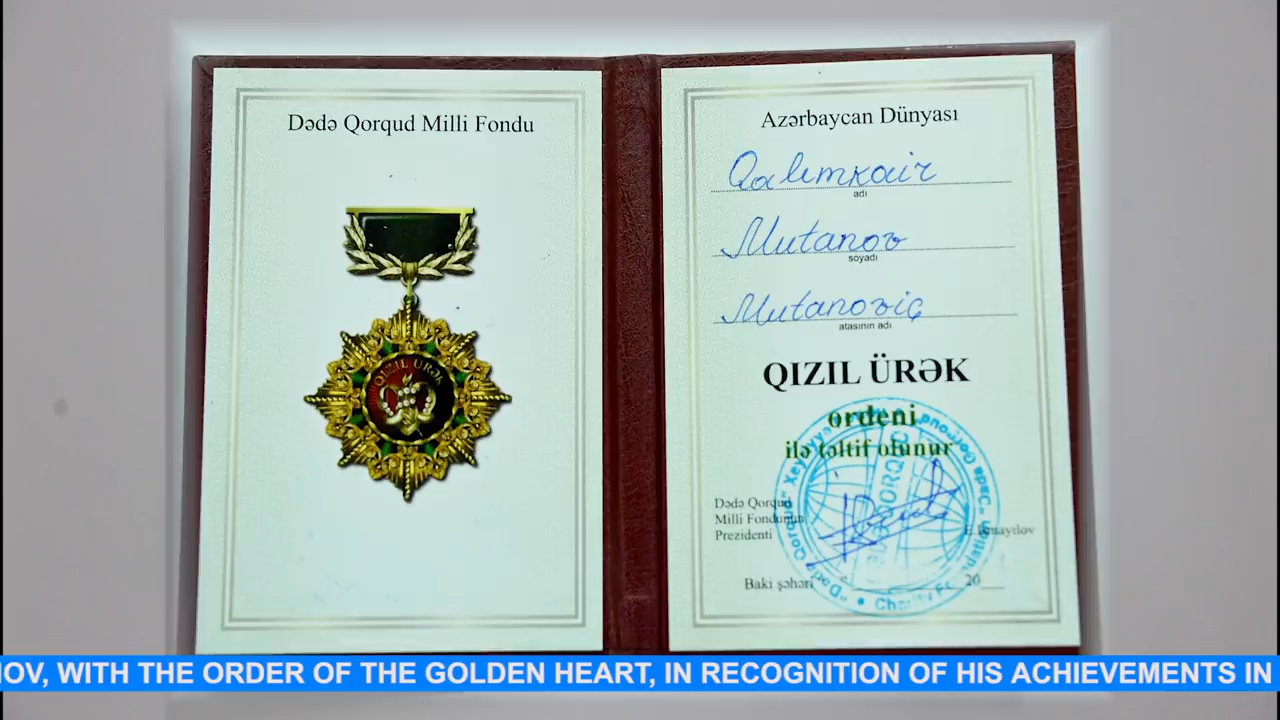 Dədə Qorqud Milli Fondu
QIZIL ÜRƏK
Azərbaycan Dünyası
Qalımkair
adı
Mutanov
soyadı
Mutanoviç
atasının adı
QIZIL ÜRƏK
ordeni
ilə təltif olunur
Dədə Qorqud
Milli Fondunun
Prezidenti
E.İsmayılov
Baki şəhəri
20
NOV, WITH THE ORDER OF THE GOLDEN HEART, IN RECOGNITION OF HIS ACHIEVEMENTS IN